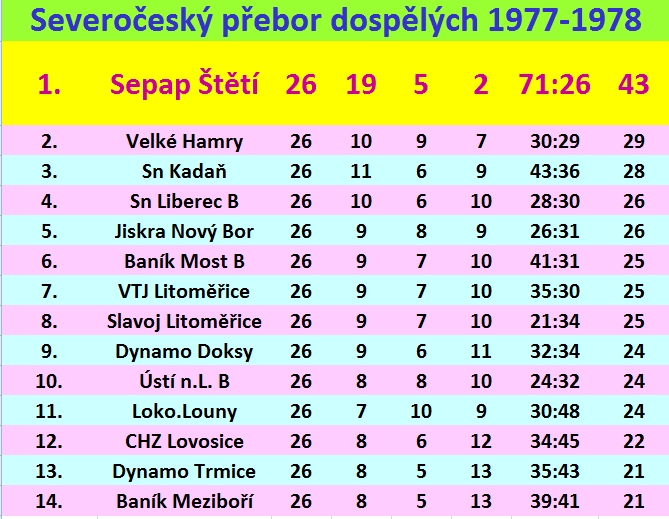 Severočeský přebor dospělých 1977-1978
1. Sepap Štětí 26 19 5 2 71:26 43
2. Velké Hamry 26 10 9 7 30:29 29
3. Sn Kadaň 26 11 6 9 43:36 28
4. Sn Liberec B 26 10 6 10 28:30 26
5. Jiskra Nový Bor 26 9 8 9 26:31 26
6. Baník Most B 26 9 7 10 41:31 25
7. VTJ Litoměřice 26 9 7 10 35:30 25
8. Slavoj Litoměřice 26 9 7 10 21:34 25
9. Dynamo Doksy 26 9 6 11 32:34 24
10. Ústí n.L. B 26 8 8 10 24:32 24
11. Loko.Louny 26 7 10 9 30:48 24
12. CHZ Lovosice 26 8 6 12 34:45 22
13. Dynamo Trmice 26 8 5 13 35:43 21
14. Baník Meziboří 26 8 5 13 39:41 21